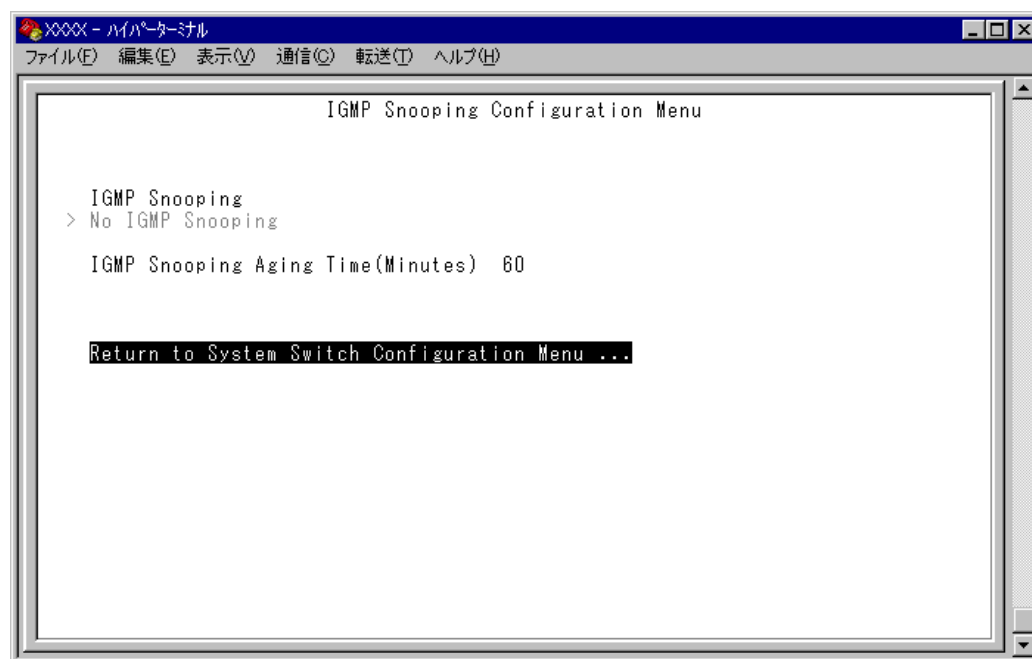 XXXX - ハイパーターミナル
ファイル(F) 編集(E) 表示(V) 通信(C) 転送(T) ヘルプ(H)
IGMP Snooping Configuration Menu
IGMP Snooping
> No IGMP Snooping
IGMP Snooping Aging Time(Minutes) 60
Return to System Switch Configuration Menu ...